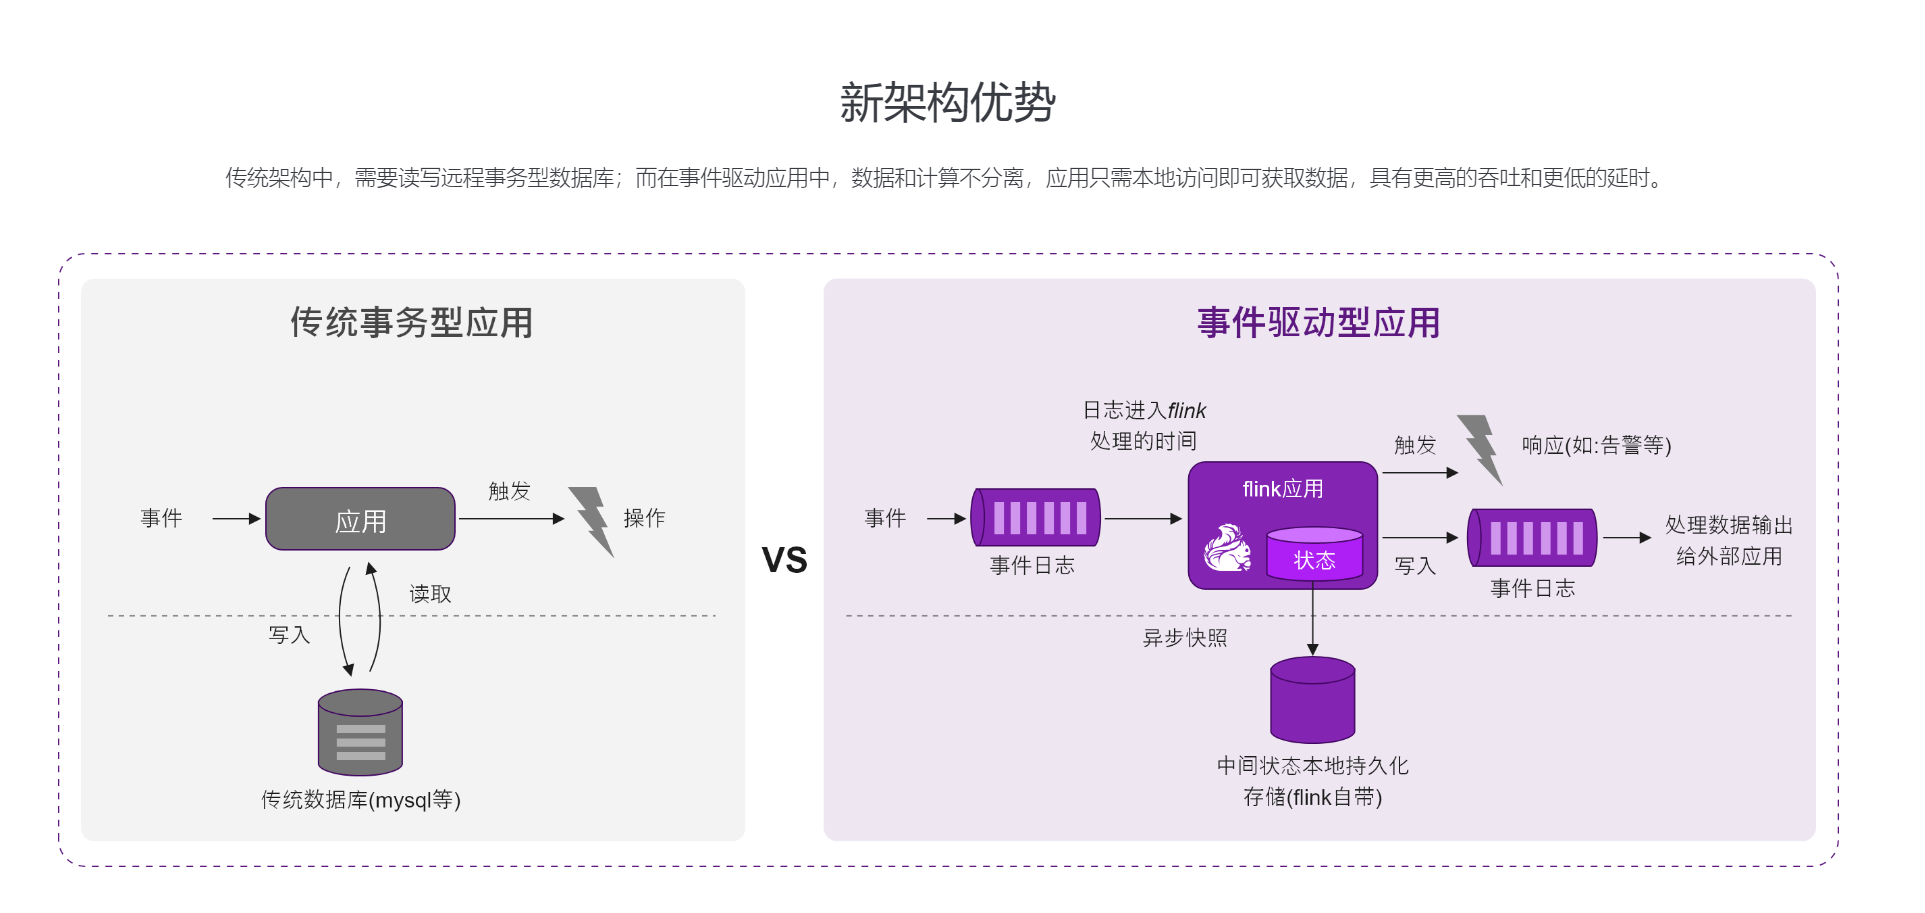 新架构优势
传统架构中，需要读写远程事务型数据库；而在事件驱动应用中，数据和计算不分离，应用只需本地访问即可获取数据，具有更高的吞吐和更低的延时。
传统事务型应用
事件
应用
触发
操作
读取
写入
传统数据库(mysql等)
VS
事件驱动型应用
日志进入flink
处理的时间
事件
事件日志
flink应用
状态
触发
响应(如:告警等)
写入
事件日志
处理数据输出
给外部应用
异步快照
中间状态本地持久化
存储(flink自带)